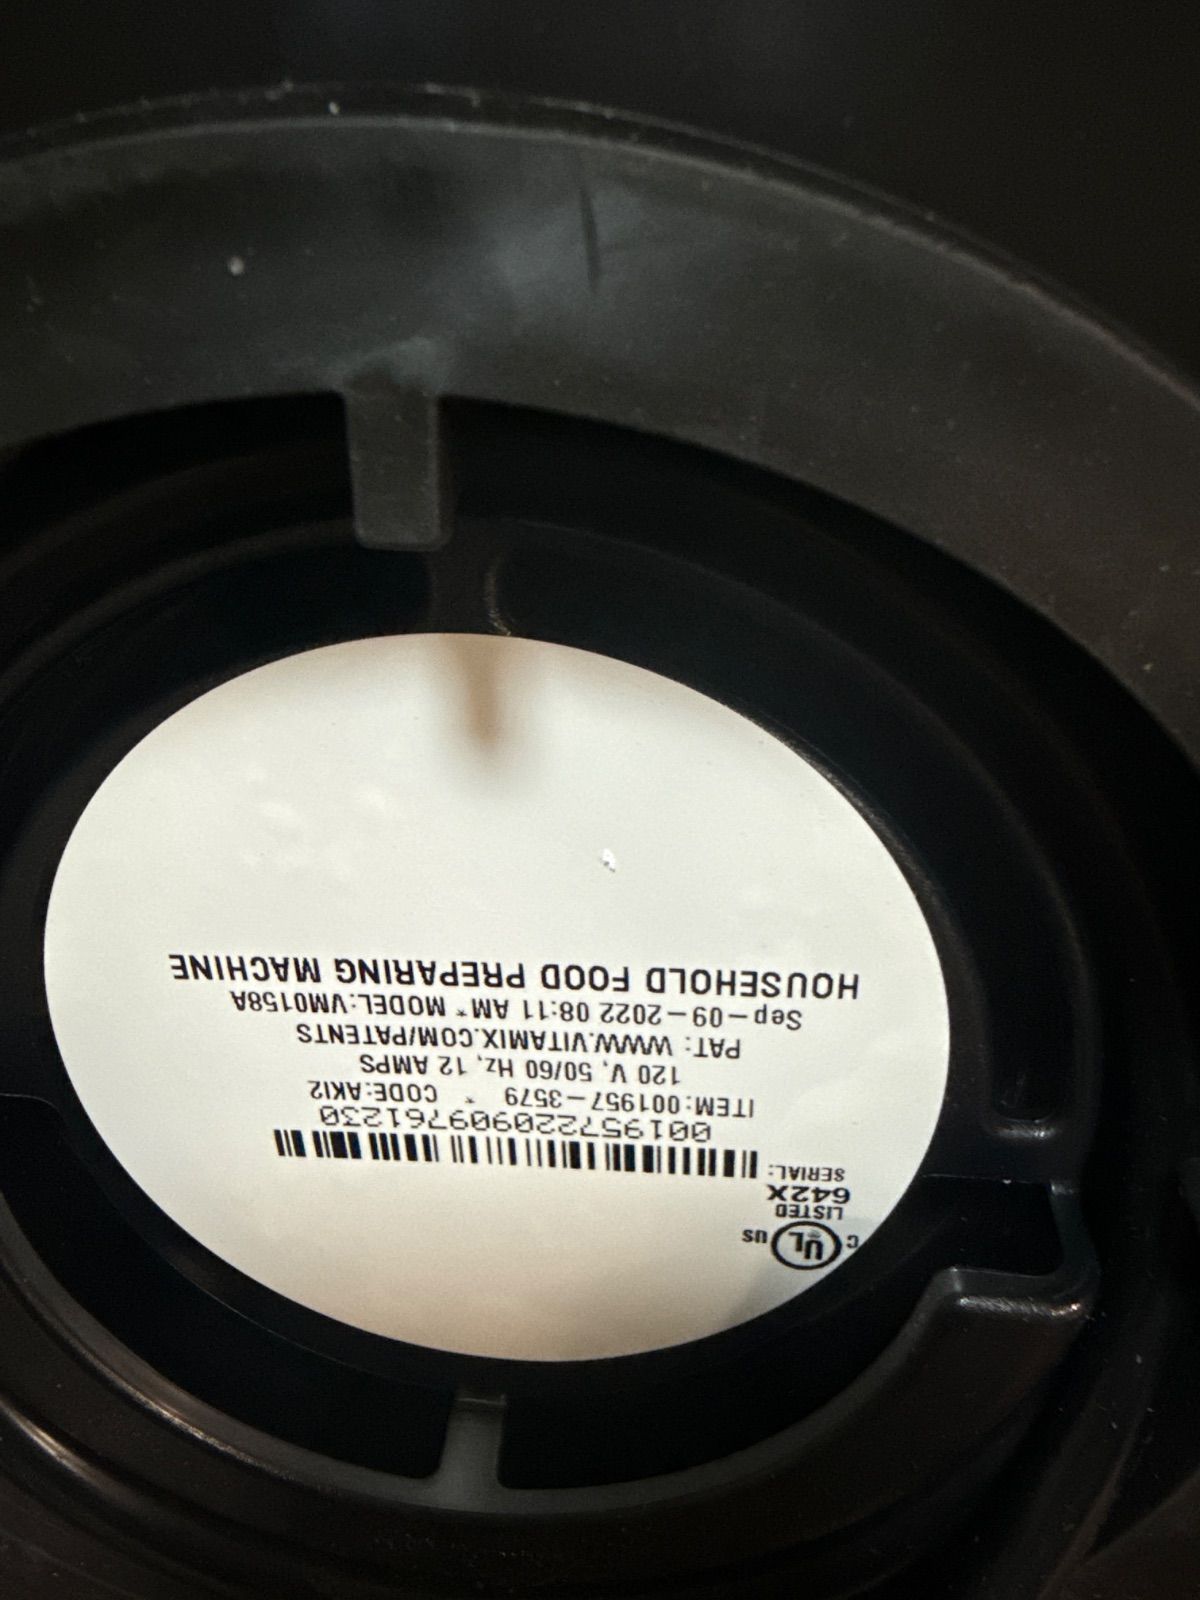 C UL US
LISTED
642X
SERIAL:
001957220909761230
ITEM:001957-3579 * CODE:AKI2
120 V, 50/60 Hz, 12 AMPS
PAT: WWW.VITAMIX.COM/PATENTS
Sep-09-2022 08:11 AM * MODEL:VM0158A
HOUSEHOLD FOOD PREPARING MACHINE